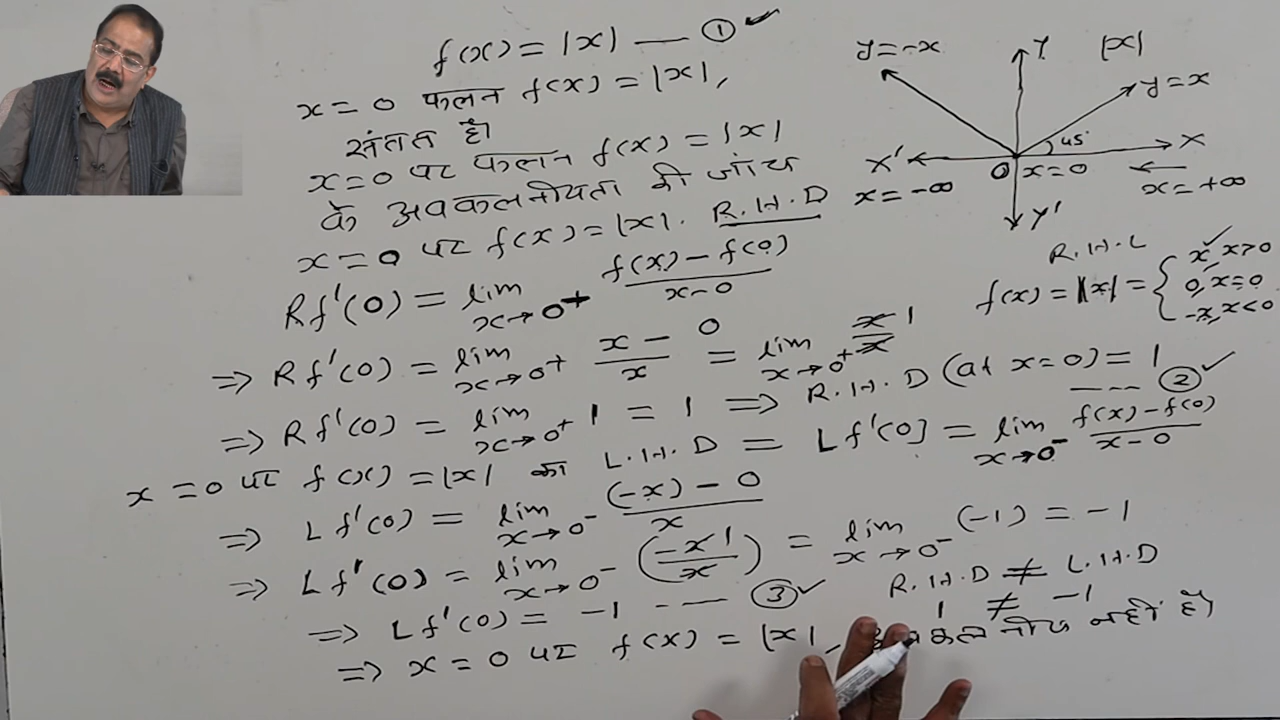 f(x) = |x| — ① ✓
x = 0 फलन f(x) = |x|,
संतत है।
x = 0 पर फलन f(x) = |x|
के अवकलनीयता की जांच
x = 0 पर f(x) = |x|. R.H.D
Rf'(0) = lim x→0+ f(x) – f(0) / x – 0
⇒ Rf'(0) = lim x→0+ x – 0 / x = lim x→0+ x / x 1
⇒ Rf'(0) = lim x→0+ 1 = 1 ⇒ R.H.D (at x = 0) = 1 ---- ② ✓
x = 0 पर f(x) = |x| का L.H.D = Lf'(0) = lim x→0- f(x) – f(0) / x – 0
⇒ Lf'(0) = lim x→0- (–x) – 0 / x
⇒ Lf'(0) = lim x→0- (–x 1 / x) = lim x→0- (–1) = –1
⇒ Lf'(0) = –1 ---- ③ ✓
R.H.D ≠ L.H.D
1 ≠ –1
⇒ x = 0 पर f(x) = |x|, नहीं है।
y = –x
Y
|x|
y = x
45°
X'
X
O
x = 0
x = –∞
x = +∞
Y'
R.H.L
f(x) = |x| = { x, x > 0
0, x = 0
–x, x < 0